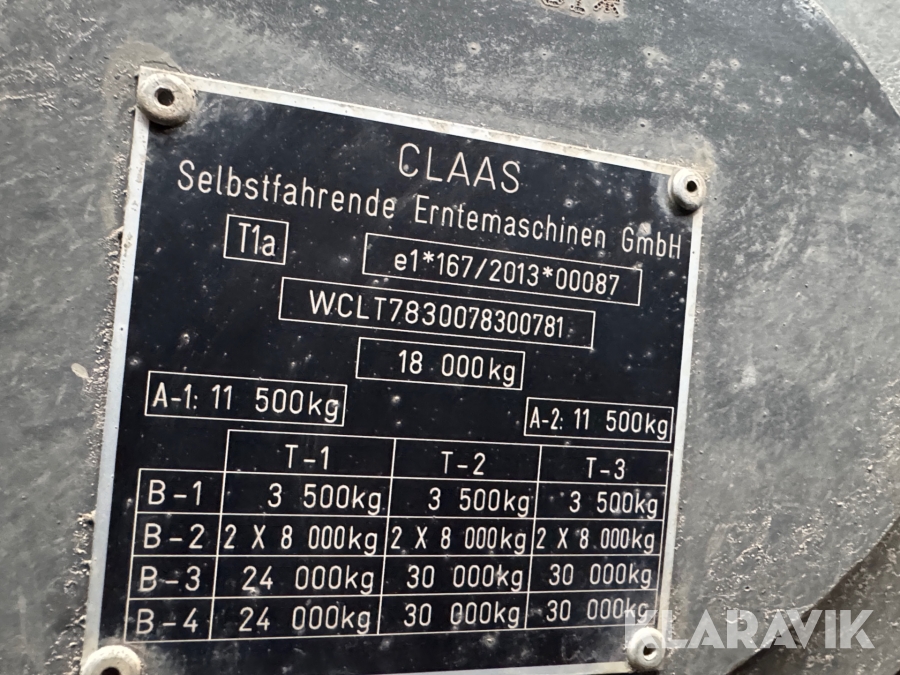 CLAAS
Selbstfahrende Erntemaschinen GmbH
T1a
e1*167/2013*00087
WCLT7830078300781
18 000kg
A-1: 11 500kg
A-2: 11 500kg
T-1 T-2 T-3
B-1 3 500kg 3 500kg 3 500kg
B-2 2 X 8 000kg 2 X 8 000kg 2 X 8 000kg
B-3 24 000kg 30 000kg 30 000kg
B-4 24 000kg 30 000kg 30 000kg
KLARAVIK